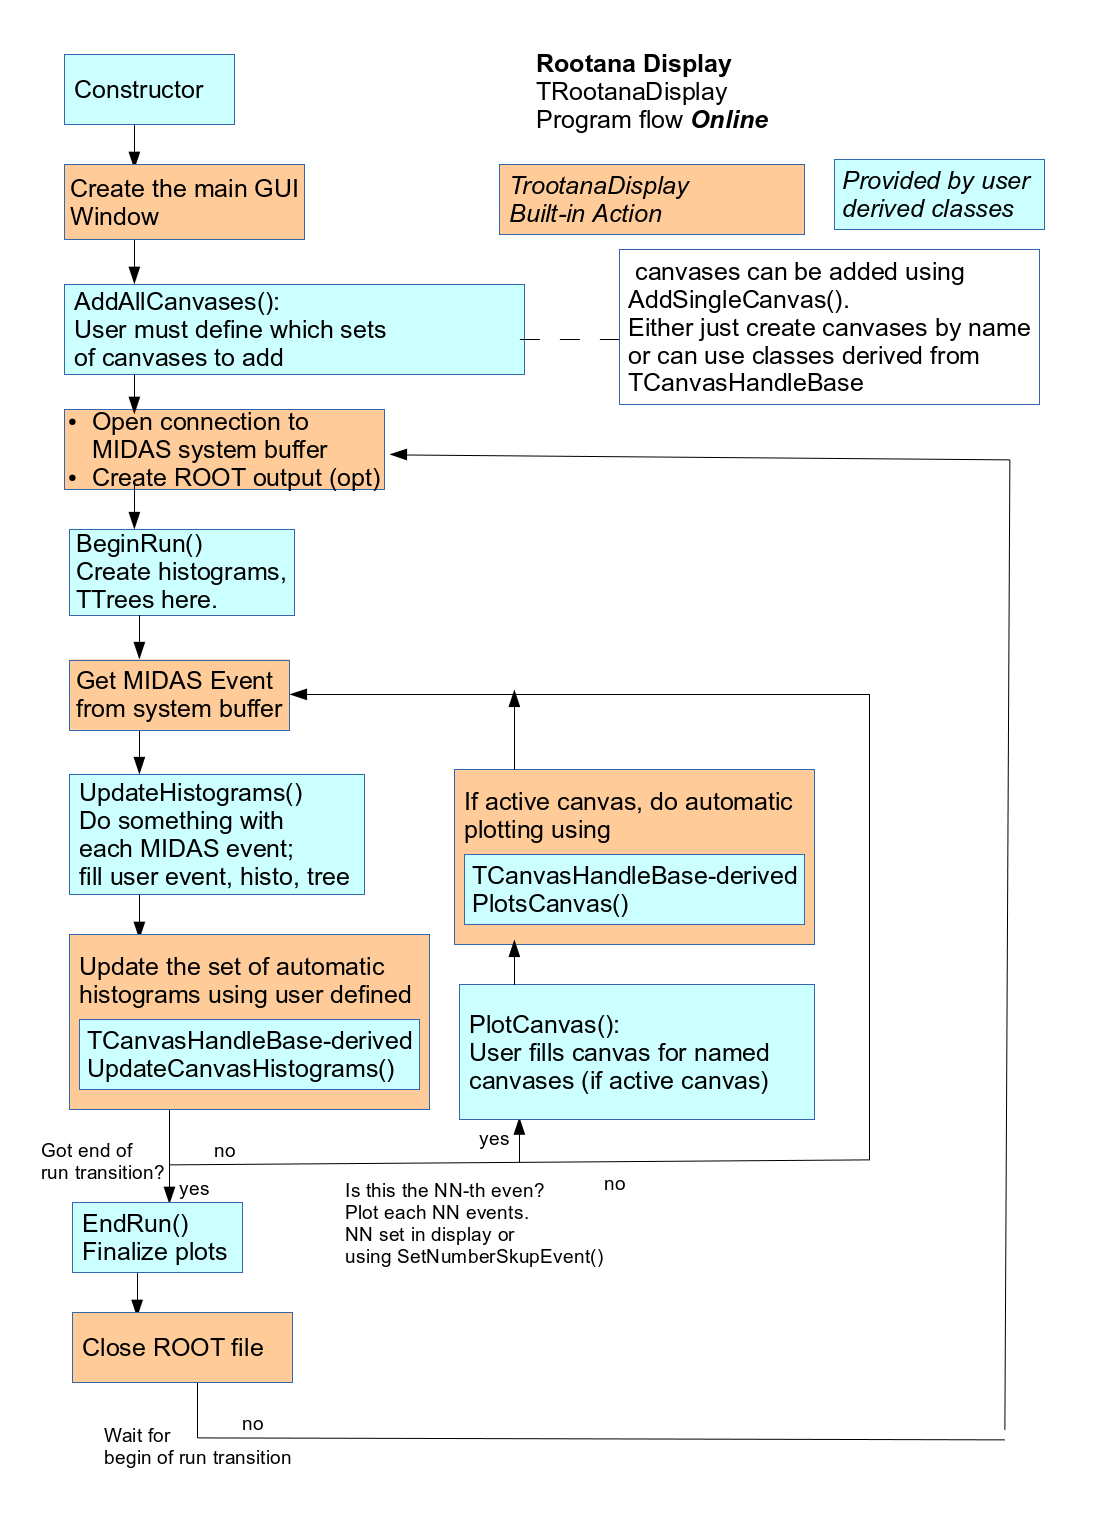 Rootana Display
TRootanaDisplay
Program flow Online
Constructor
Create the main GUI
Window
TrootanaDisplay
Built-in Action
Provided by user
derived classes
AddAllCanvases():
User must define which sets
of canvases to add
canvases can be added using
AddSingleCanvas().
Either just create canvases by name
or can use classes derived from
TCanvasHandleBase
• Open connection to
MIDAS system buffer
• Create ROOT output (opt)
BeginRun()
Create histograms,
TTrees here.
Get MIDAS Event
from system buffer
UpdateHistograms()
Do something with
each MIDAS event;
fill user event, histo, tree
If active canvas, do automatic
plotting using
TCanvasHandleBase-derived
PlotsCanvas()
Update the set of automatic
histograms using user defined
TCanvasHandleBase-derived
UpdateCanvasHistograms()
PlotCanvas():
User fills canvas for named
canvases (if active canvas)
Got end of
run transition?
no
yes
yes
Is this the NN-th even?
Plot each NN events.
NN set in display or
using SetNumberSkupEvent()
no
EndRun()
Finalize plots
Close ROOT file
no
Wait for
begin of run transition